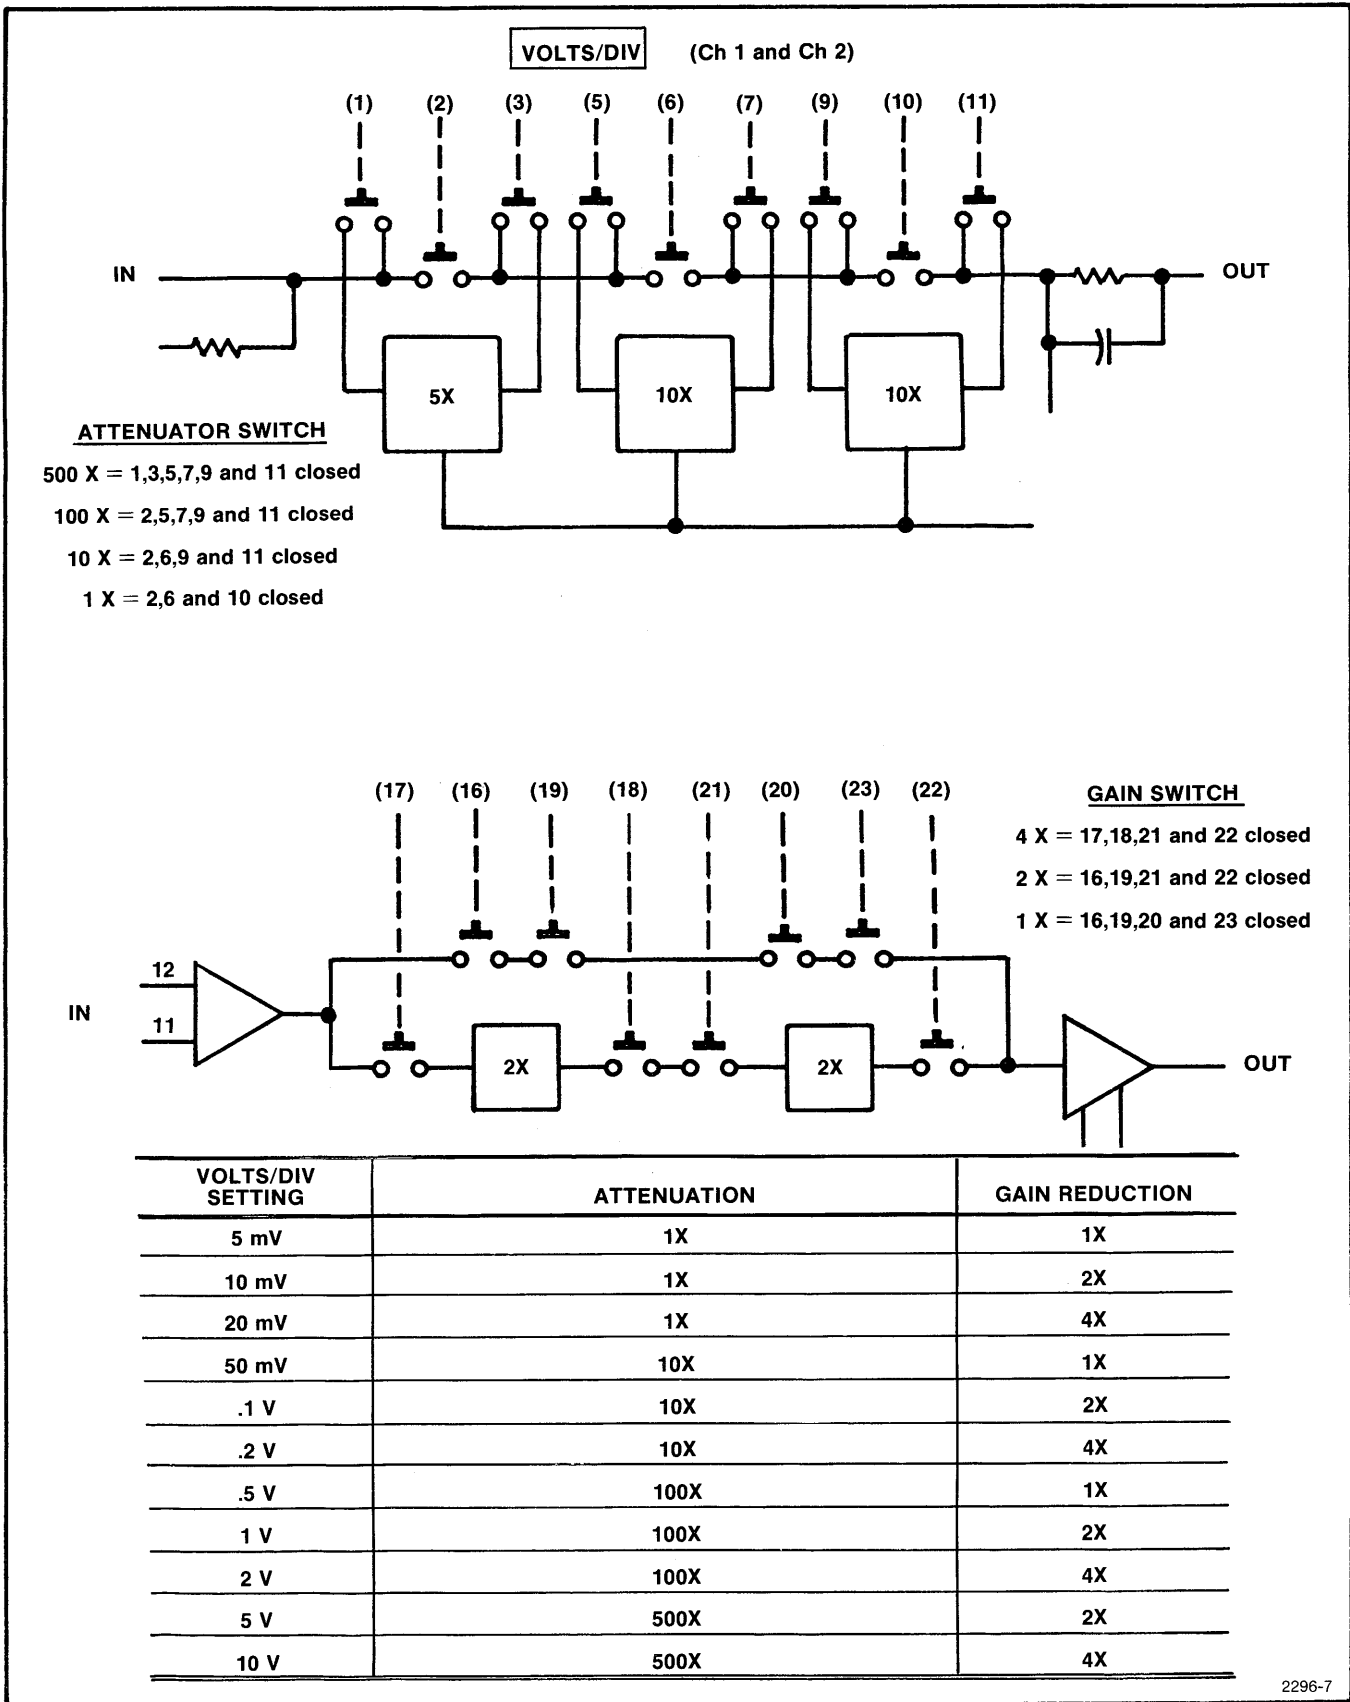 VOLTS/DIV (Ch 1 and Ch 2)
(1) (2) (3) (5) (6) (7) (9) (10) (11)
IN
OUT
5X
10X
10X
ATTENUATOR SWITCH
500 X = 1,3,5,7,9 and 11 closed
100 X = 2,5,7,9 and 11 closed
10 X = 2,6,9 and 11 closed
1 X = 2,6 and 10 closed
(17) (16) (19) (18) (21) (20) (23) (22)
GAIN SWITCH
4 X = 17,18,21 and 22 closed
2 X = 16,19,21 and 22 closed
1 X = 16,19,20 and 23 closed
12
IN
11
2X
2X
OUT
VOLTS/DIV
SETTING ATTENUATION GAIN REDUCTION
5 mV 1X 1X
10 mV 1X 2X
20 mV 1X 4X
50 mV 10X 1X
.1 V 10X 2X
.2 V 10X 4X
.5 V 100X 1X
1 V 100X 2X
2 V 100X 4X
5 V 500X 2X
10 V 500X 4X
2296-7